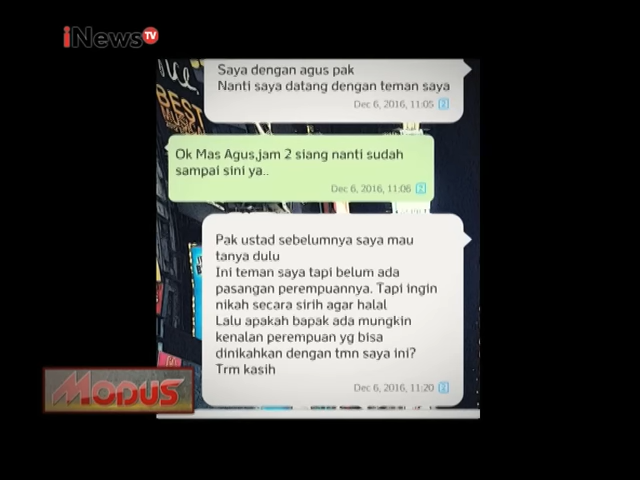 iNews TV
Saya dengan agus pak
Nanti saya datang dengan teman saya
Dec 6, 2016, 11:05 2
Ok Mas Agus,jam 2 siang nanti sudah
sampai sini ya..
Dec 6, 2016, 11:06 2
Pak ustad sebelumnya saya mau
tanya dulu
Ini teman saya tapi belum ada
pasangan perempuannya. Tapi ingin
nikah secara sirih agar halal
Lalu apakah bapak ada mungkin
kenalan perempuan yg bisa
dinikahkan dengan tmn saya ini?
Trm kasih
Dec 6, 2016, 11:20 2
BEST
MODUS